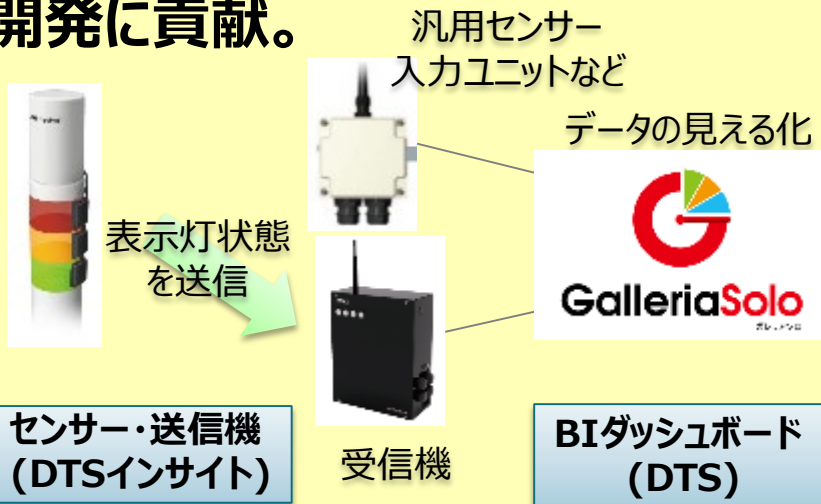 開発に貢献。
汎用センサー
入力ユニットなど
データの見える化
表示灯状態
を送信
GalleriaSolo
センサー・送信機
(DTSインサイト)
受信機
BIダッシュボード
(DTS)